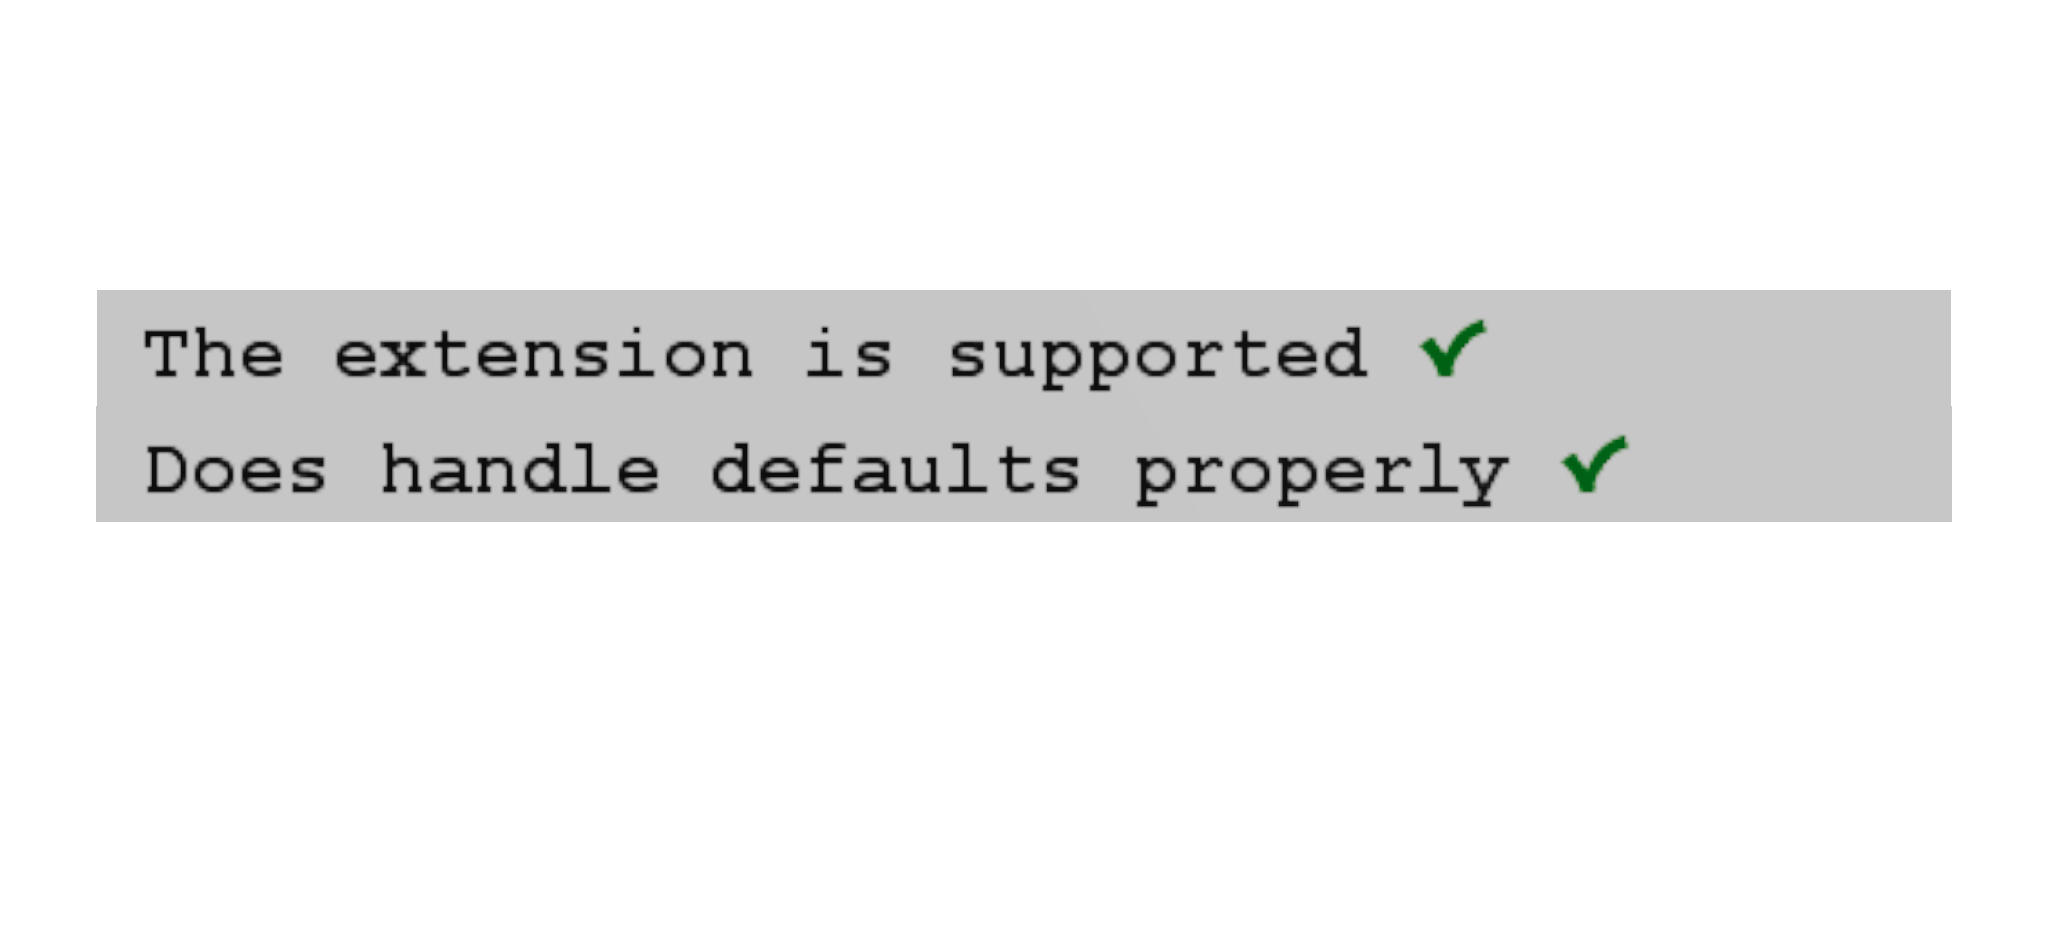 The extension is supported ✔
Does handle defaults properly ✔